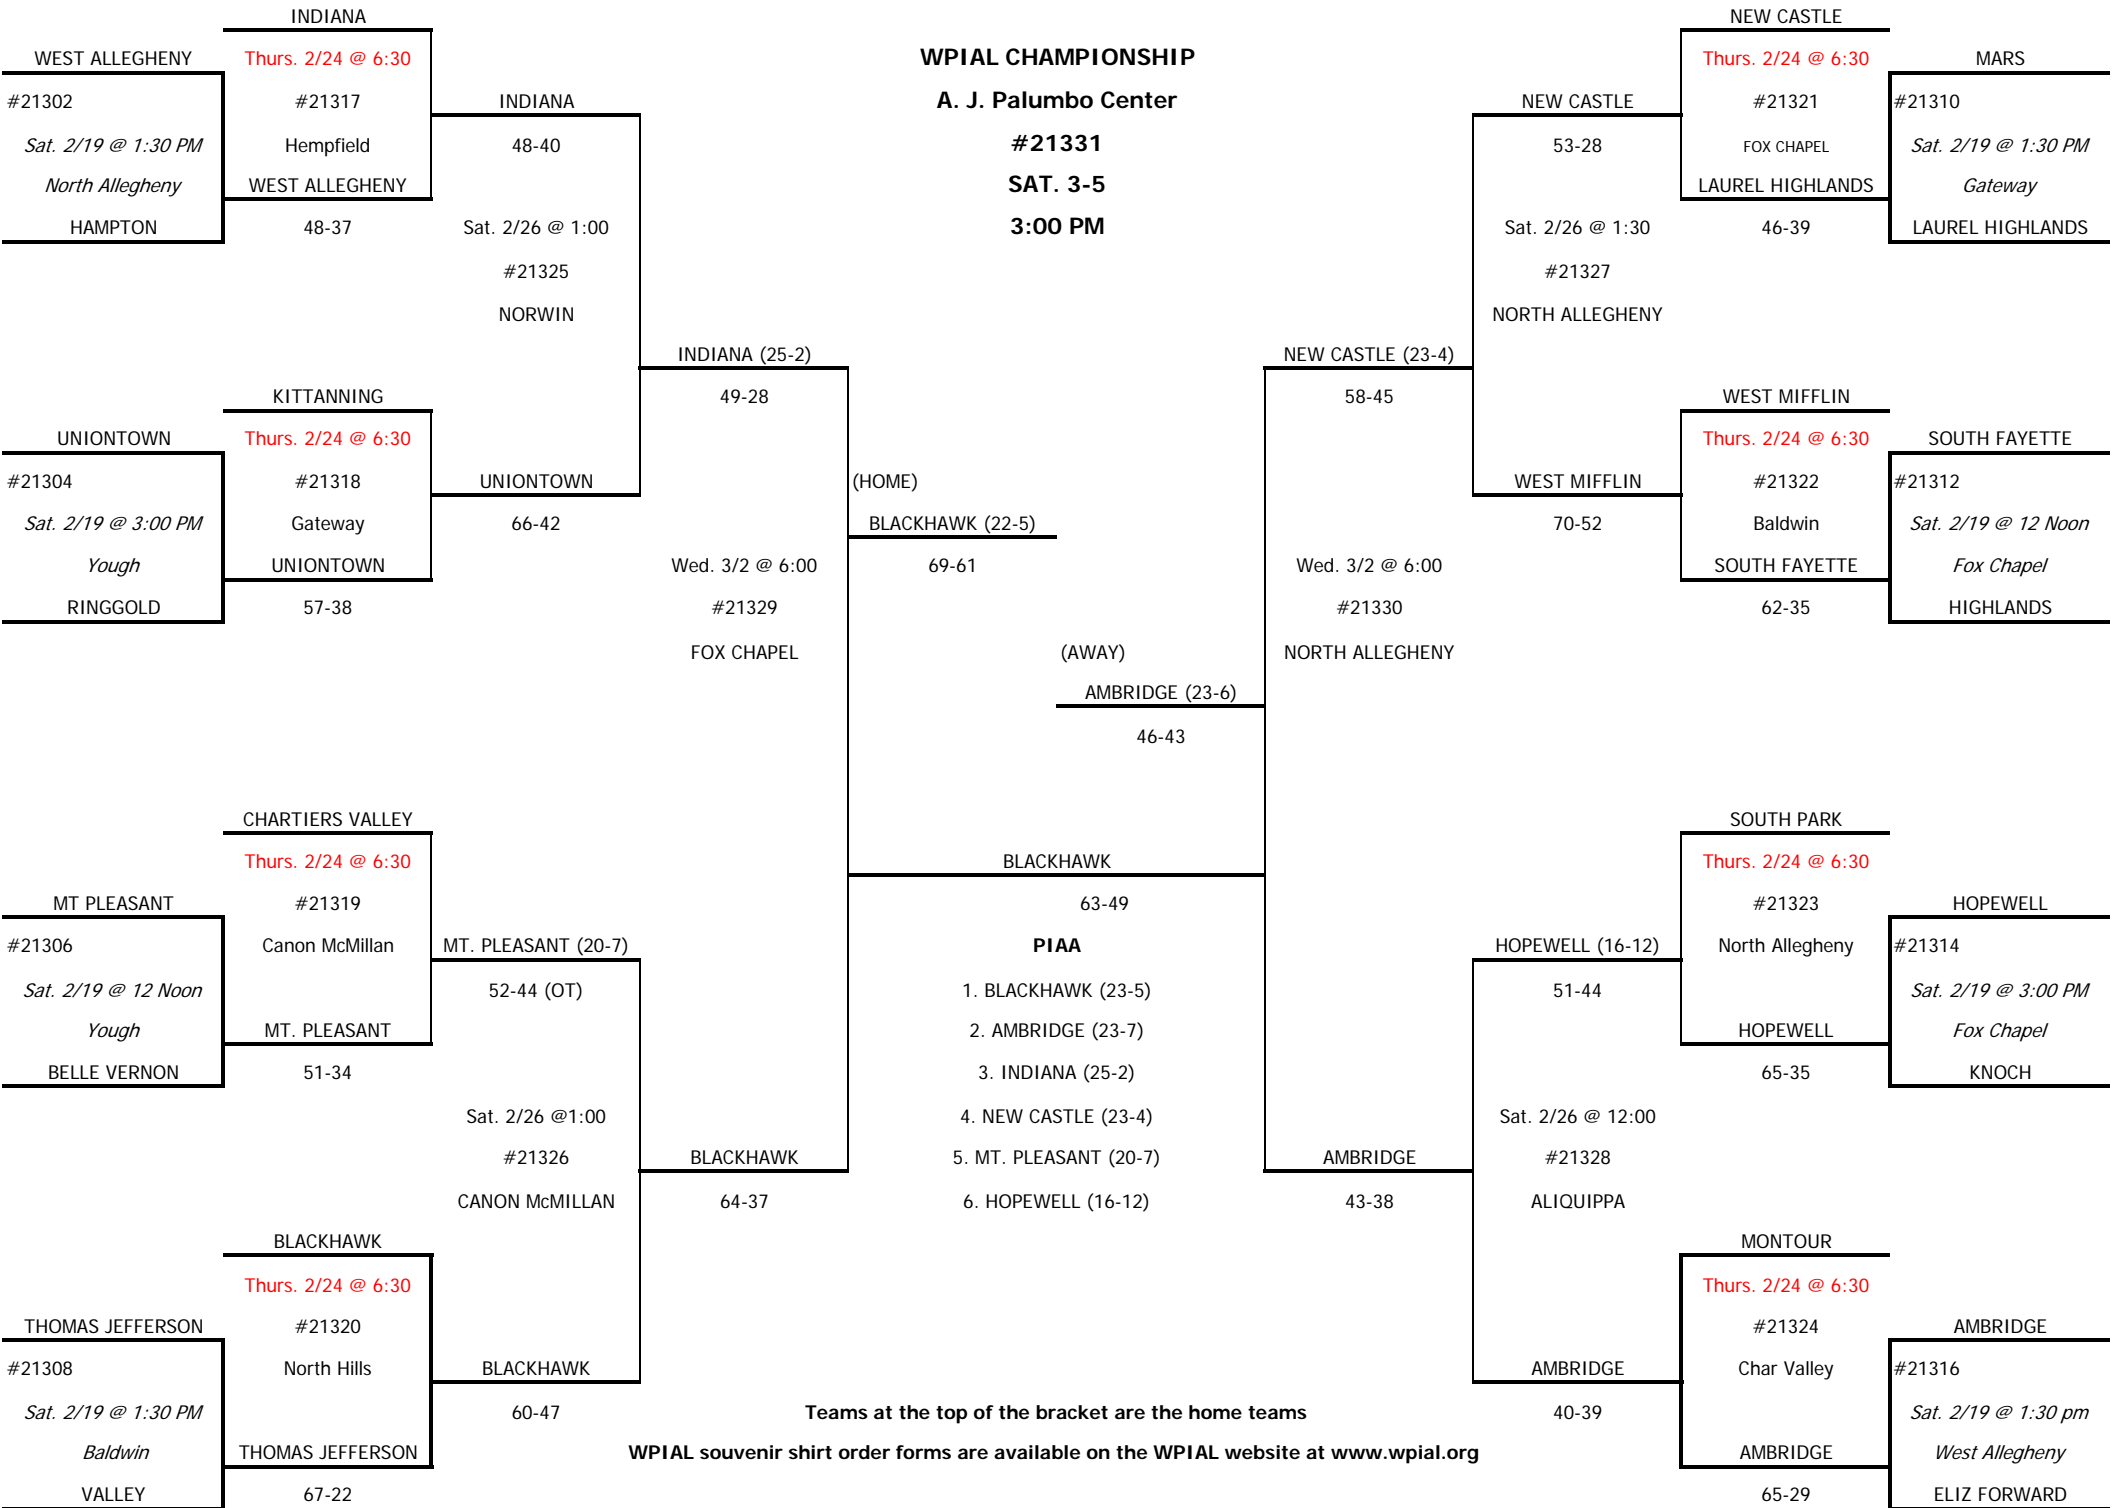 INDIANA
NEW CASTLE
WEST ALLEGHENY
Thurs. 2/24 @ 6:30
WPIAL CHAMPIONSHIP
Thurs. 2/24 @ 6:30
MARS
#21302
#21317
INDIANA
A. J. Palumbo Center
NEW CASTLE
#21321
#21310
Sat. 2/19 @ 1:30 PM
Hempfield
48-40
#21331
53-28
FOX CHAPEL
Sat. 2/19 @ 1:30 PM
North Allegheny
WEST ALLEGHENY
SAT. 3-5
LAUREL HIGHLANDS
Gateway
HAMPTON
48-37
Sat. 2/26 @ 1:00
3:00 PM
Sat. 2/26 @ 1:30
46-39
LAUREL HIGHLANDS
#21325
#21327
NORWIN
NORTH ALLEGHENY
INDIANA (25-2)
NEW CASTLE (23-4)
KITTANNING
49-28
58-45
WEST MIFFLIN
UNIONTOWN
Thurs. 2/24 @ 6:30
Thurs. 2/24 @ 6:30
SOUTH FAYETTE
#21304
#21318
UNIONTOWN
(HOME)
WEST MIFFLIN
#21322
#21312
Sat. 2/19 @ 3:00 PM
Gateway
66-42
BLACKHAWK (22-5)
70-52
Baldwin
Sat. 2/19 @ 12 Noon
Yough
UNIONTOWN
Wed. 3/2 @ 6:00
69-61
Wed. 3/2 @ 6:00
SOUTH FAYETTE
Fox Chapel
RINGGOLD
57-38
#21329
#21330
62-35
HIGHLANDS
FOX CHAPEL
(AWAY)
NORTH ALLEGHENY
AMBRIDGE (23-6)
46-43
CHARTIERS VALLEY
SOUTH PARK
Thurs. 2/24 @ 6:30
BLACKHAWK
Thurs. 2/24 @ 6:30
MT PLEASANT
#21319
63-49
#21323
HOPEWELL
#21306
Canon McMillan
MT. PLEASANT (20-7)
PIAA
HOPEWELL (16-12)
North Allegheny
#21314
Sat. 2/19 @ 12 Noon
52-44 (OT)
1. BLACKHAWK (23-5)
51-44
Sat. 2/19 @ 3:00 PM
Yough
MT. PLEASANT
2. AMBRIDGE (23-7)
HOPEWELL
Fox Chapel
BELLE VERNON
51-34
3. INDIANA (25-2)
65-35
KNOCH
Sat. 2/26 @1:00
4. NEW CASTLE (23-4)
Sat. 2/26 @ 12:00
#21326
BLACKHAWK
5. MT. PLEASANT (20-7)
AMBRIDGE
#21328
CANON McMILLAN
64-37
6. HOPEWELL (16-12)
43-38
ALIQUIPPA
BLACKHAWK
MONTOUR
Thurs. 2/24 @ 6:30
Thurs. 2/24 @ 6:30
THOMAS JEFFERSON
#21320
#21324
AMBRIDGE
#21308
North Hills
BLACKHAWK
AMBRIDGE
Char Valley
#21316
Sat. 2/19 @ 1:30 PM
60-47
Teams at the top of the bracket are the home teams
40-39
Sat. 2/19 @ 1:30 pm
Baldwin
THOMAS JEFFERSON
WPIAL souvenir shirt order forms are available on the WPIAL website at www.wpial.org
AMBRIDGE
West Allegheny
VALLEY
67-22
65-29
ELIZ FORWARD